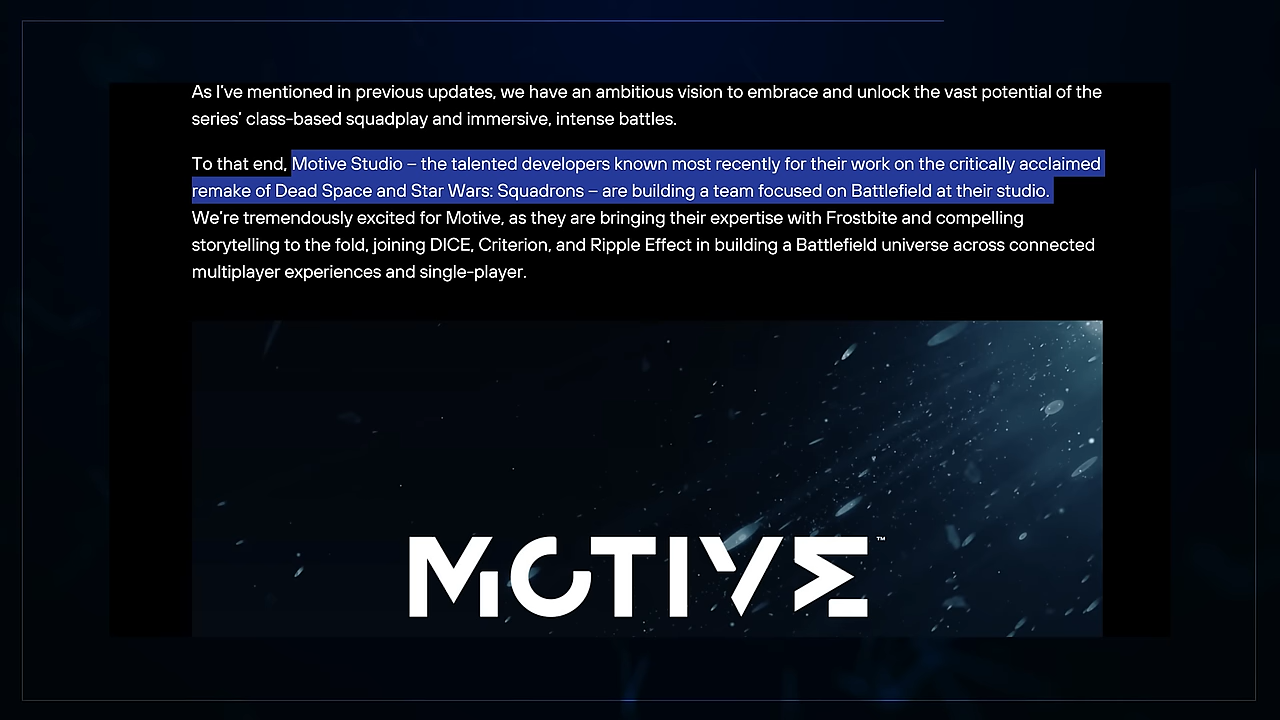 As I've mentioned in previous updates, we have an ambitious vision to embrace and unlock the vast potential of the
series' class-based squadplay and immersive, intense battles.
To that end, Motive Studio – the talented developers known most recently for their work on the critically acclaimed
remake of Dead Space and Star Wars: Squadrons – are building a team focused on Battlefield at their studio.
We're tremendously excited for Motive, as they are bringing their expertise with Frostbite and compelling
storytelling to the fold, joining DICE, Criterion, and Ripple Effect in building a Battlefield universe across connected
multiplayer experiences and single-player.
MOTIVE™